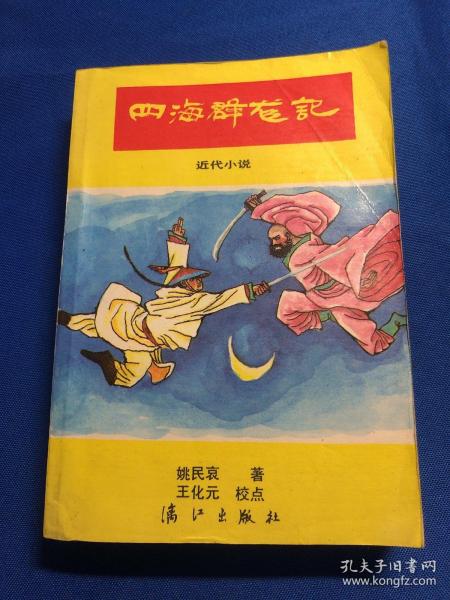 四海群龙記
近代小说
姚民哀 著
王化元 校点
漓江出版社
孔夫子旧书网
www.kongfz.com